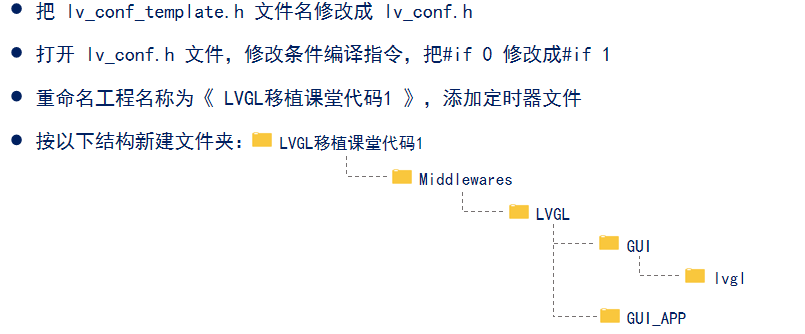 ● 把 lv_conf_template.h 文件名修改成 lv_conf.h
● 打开 lv_conf.h 文件，修改条件编译指令，把#if 0 修改成#if 1
● 重命名工程名称为《 LVGL移植课堂代码1 》，添加定时器文件
● 按以下结构新建文件夹： LVGL移植课堂代码1
Middlewares
LVGL
GUI
lvgl
GUI_APP